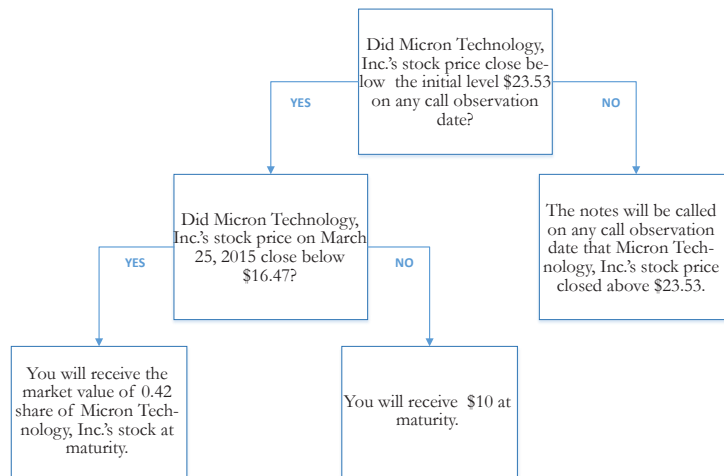 Did Micron Technology,
Inc.'s stock price close be-
low the initial level $23.53
on any call observation
date?
YES
NO
Did Micron Technology,
Inc.'s stock price on March
25, 2015 close below
$16.47?
The notes will be called
on any call observation
date that Micron Tech-
nology, Inc.'s stock price
closed above $23.53.
YES
NO
You will receive the
market value of 0.42
share of Micron Tech-
nology, Inc.'s stock at
maturity.
You will receive $10 at
maturity.